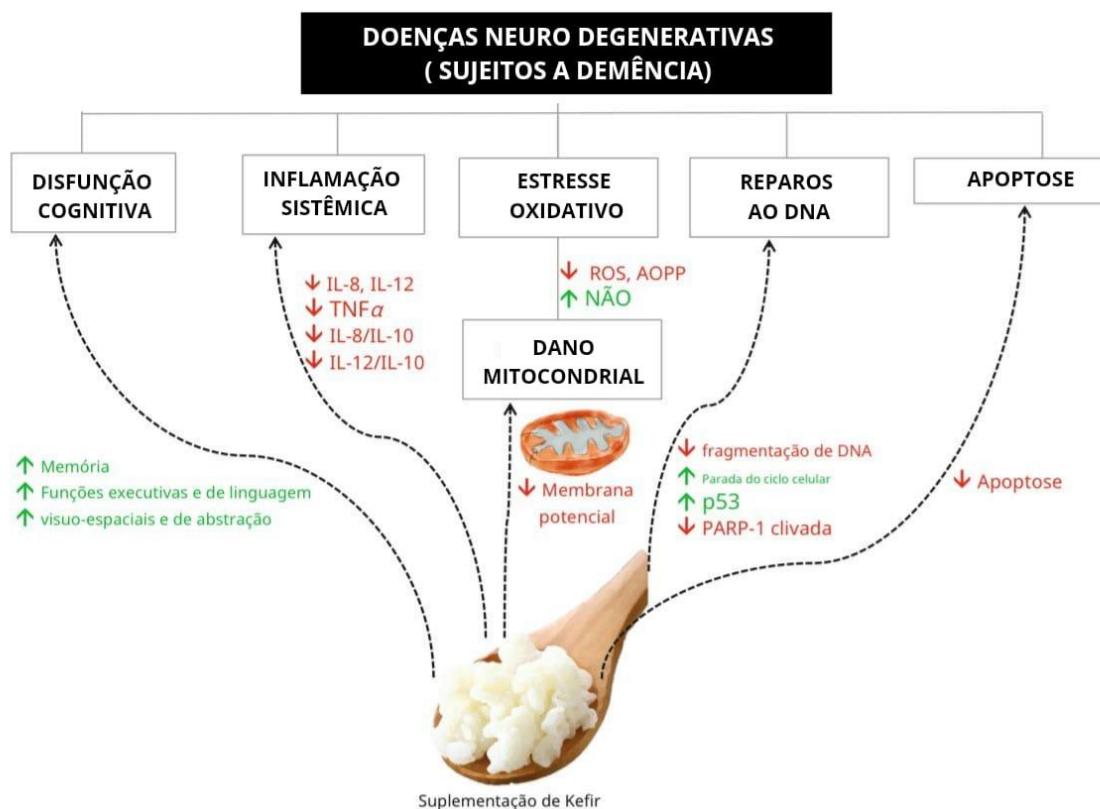 DOENÇAS NEURO DEGENERATIVAS
( SUJEITOS A DEMÊNCIA)
DISFUNÇÃO
COGNITIVA
INFLAMAÇÃO
SISTÊMICA
ESTRESSE
OXIDATIVO
REPAROS
AO DNA
APOPTOSE
↓ IL-8, IL-12
↓ TNFα
↓ IL-8/IL-10
↓ IL-12/IL-10
↓ ROS, AOPP
↑ NÃO
DANO
MITOCONDRIAL
↓ Membrana
potencial
↑ Memória
↑ Funções executivas e de linguagem
↑ visuo-espaciais e de abstração
↓ fragmentação de DNA
↑ Parada do ciclo celular
↑ p53
↓ PARP-1 clivada
↓ Apoptose
Suplementação de Kefir